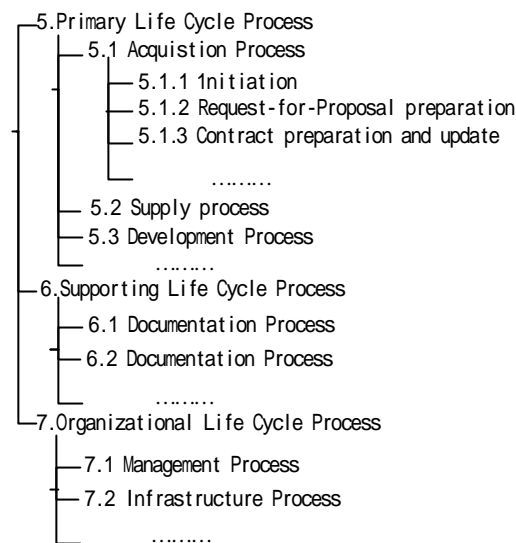 5.Primary Life Cycle Process
5.1 Acquistion Process
5.1.1 1nitiation
5.1.2 Request-for-Proposal preparation
5.1.3 Contract preparation and update
………
5.2 Supply process
5.3 Development Process
………
6.Supporting Life Cycle Process
6.1 Documentation Process
6.2 Documentation Process
………
7.Organizational Life Cycle Process
7.1 Management Process
7.2 Infrastructure Process
………